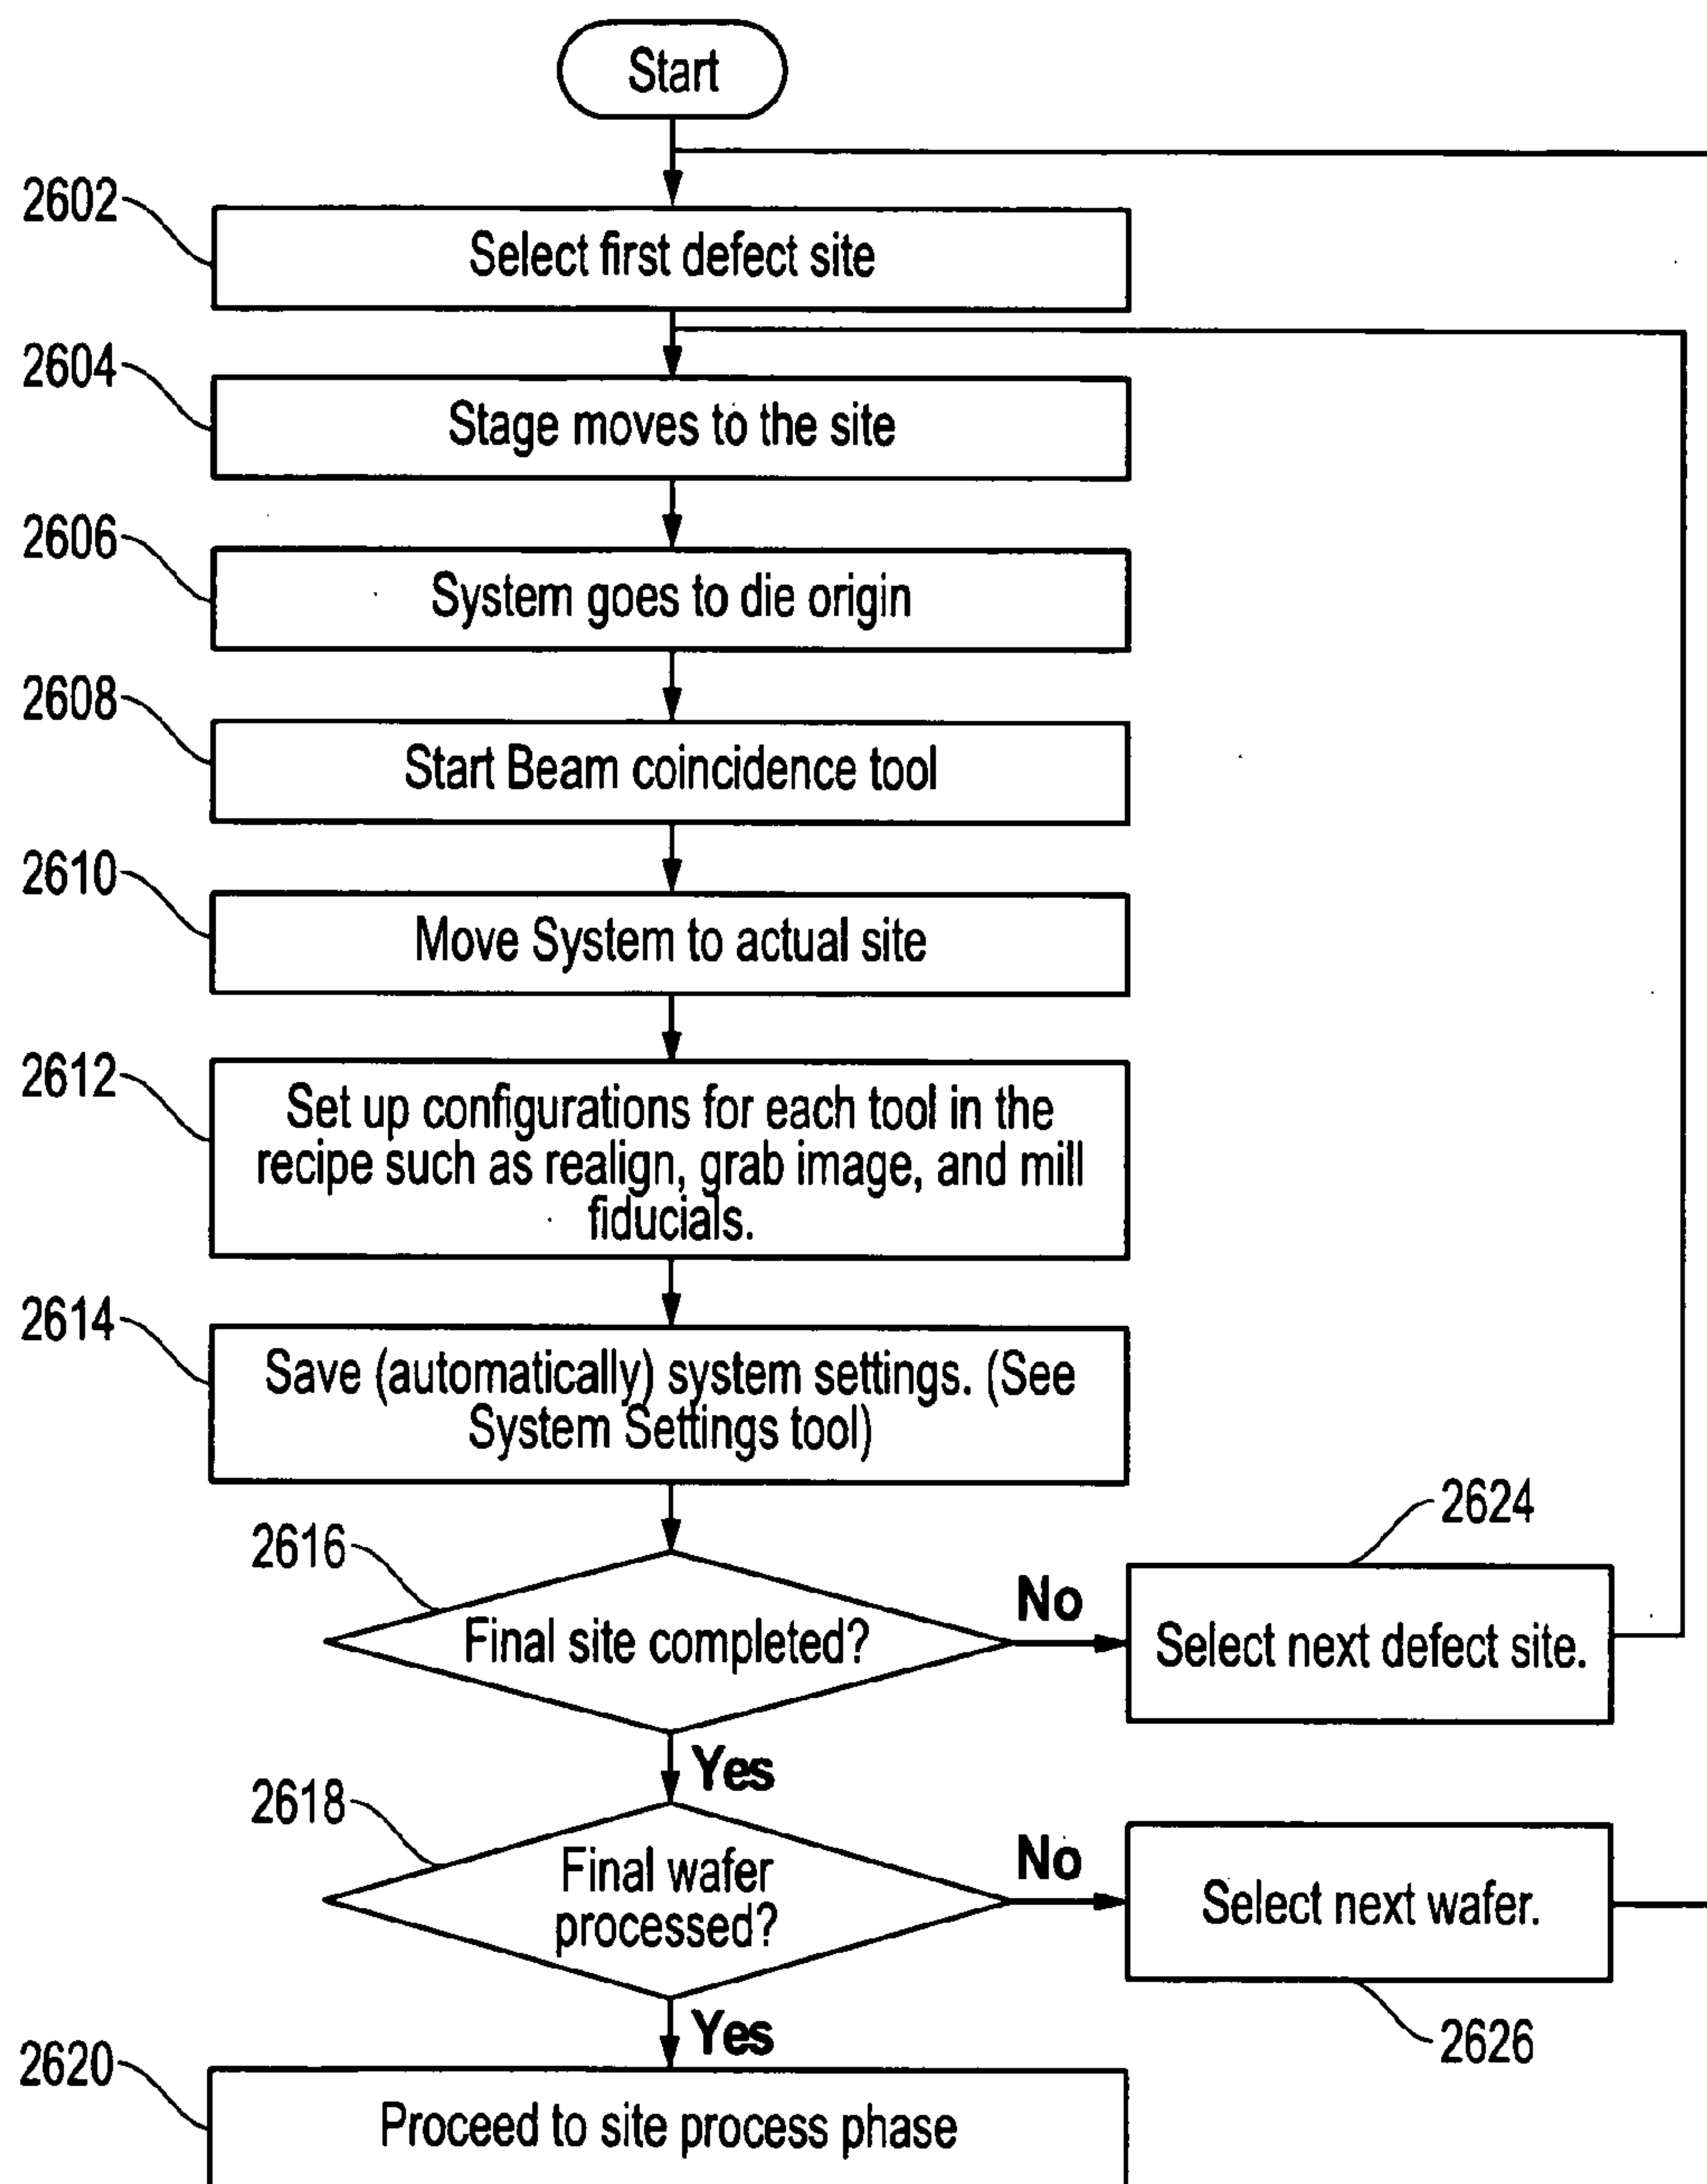 Start
2602
Select first defect site
2604
Stage moves to the site
2606
System goes to die origin
2608
Start Beam coincidence tool
2610
Move System to actual site
2612
Set up configurations for each tool in the
recipe such as realign, grab image, and mill
fiducials.
2614
Save (automatically) system settings. (See
System Settings tool)
2616
Final site completed?
No
2624
Select next defect site.
Yes
2618
Final wafer
processed?
No
Select next wafer.
2626
Yes
2620
Proceed to site process phase